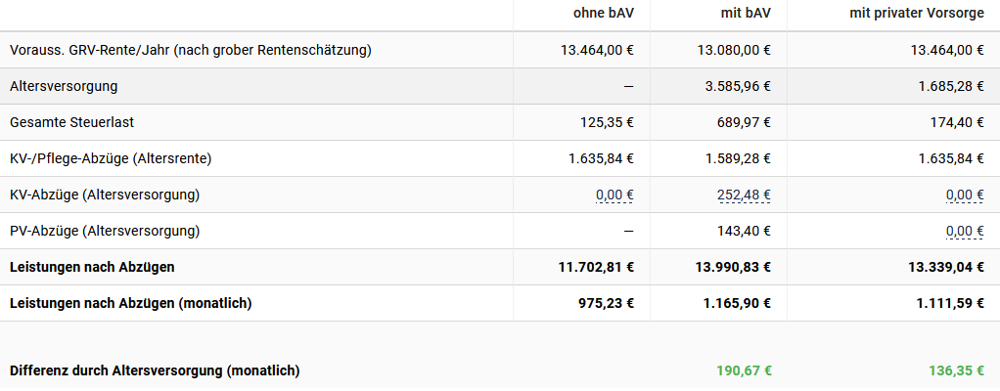 ohne bAV mit bAV mit privater Vorsorge
Vorauss. GRV-Rente/Jahr (nach grober Rentenschätzung) 13.464,00 € 13.080,00 € 13.464,00 €
Altersversorgung — 3.585,96 € 1.685,28 €
Gesamte Steuerlast 125,35 € 689,97 € 174,40 €
KV-/Pflege-Abzüge (Altersrente) 1.635,84 € 1.589,28 € 1.635,84 €
KV-Abzüge (Altersversorgung) 0,00 € 252,48 € 0,00 €
PV-Abzüge (Altersversorgung) — 143,40 € 0,00 €
Leistungen nach Abzügen 11.702,81 € 13.990,83 € 13.339,04 €
Leistungen nach Abzügen (monatlich) 975,23 € 1.165,90 € 1.111,59 €
Differenz durch Altersversorgung (monatlich) 190,67 € 136,35 €